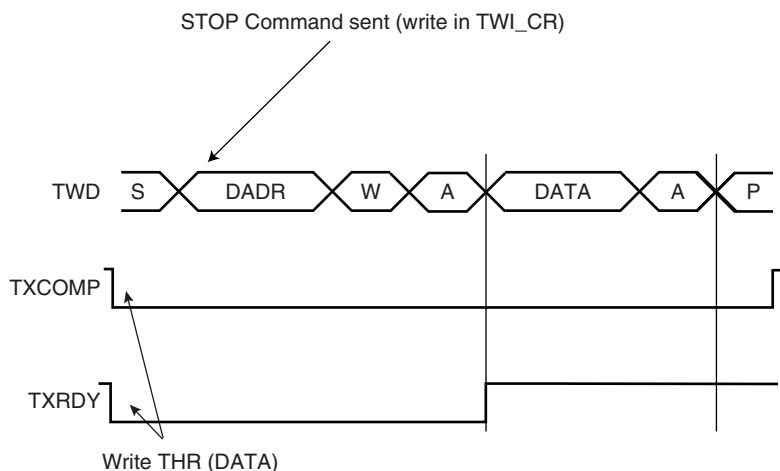 STOP Command sent (write in TWI_CR)
TWD S DADR W A DATA A P
TXCOMP
TXRDY
Write THR (DATA)